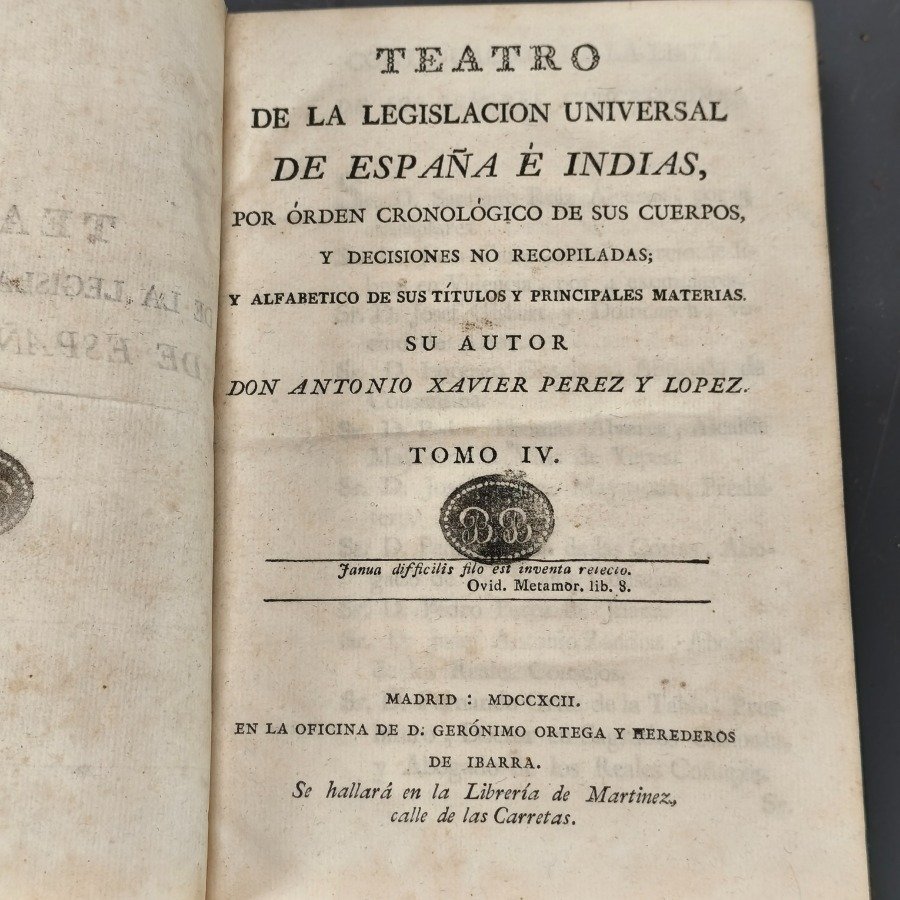 TEATRO
DE LA LEGISLACION UNIVERSAL
DE ESPAÑA É INDIAS,
POR ÓRDEN CRONOLÓGICO DE SUS CUERPOS,
Y DECISIONES NO RECOPILADAS;
Y ALFABETICO DE SUS TÍTULOS Y PRINCIPALES MATERIAS.
SU AUTOR
DON ANTONIO XAVIER PEREZ Y LOPEZ.
TOMO IV.
BB
Janua difficilis filo est inventa relecto.
Ovid. Metamor. lib. 8.
MADRID: MDCCXCII.
EN LA OFICINA DE D. GERÓNIMO ORTEGA Y HEREDEROS
DE IBARRA.
Se hallará en la Librería de Martinez,
calle de las Carretas.